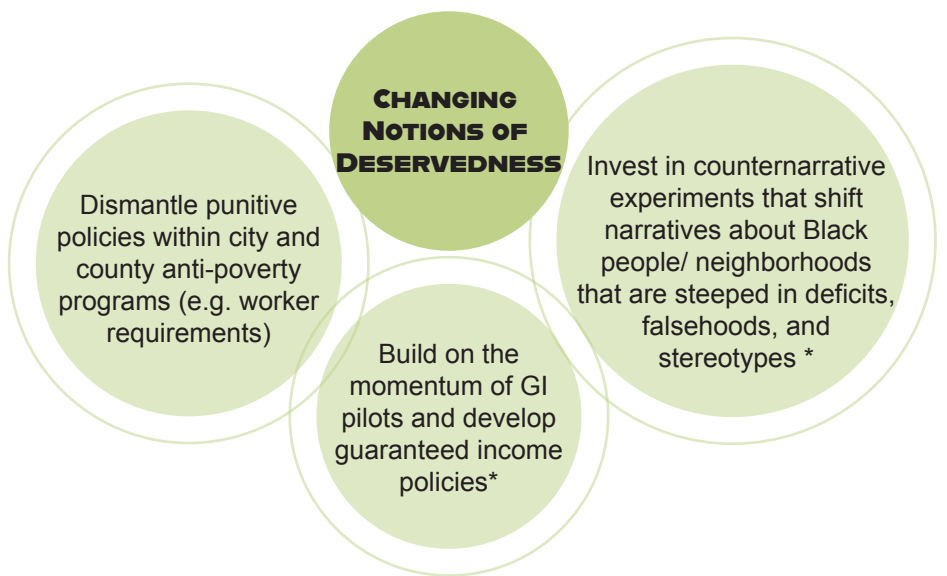 CHANGING
NOTIONS OF
DESERVEDNESS
Dismantle punitive
policies within city and
county anti-poverty
programs (e.g. worker
requirements)
Build on the
momentum of GI
pilots and develop
guaranteed income
policies*
Invest in counternarrative
experiments that shift
narratives about Black
people/ neighborhoods
that are steeped in deficits,
falsehoods, and
stereotypes *